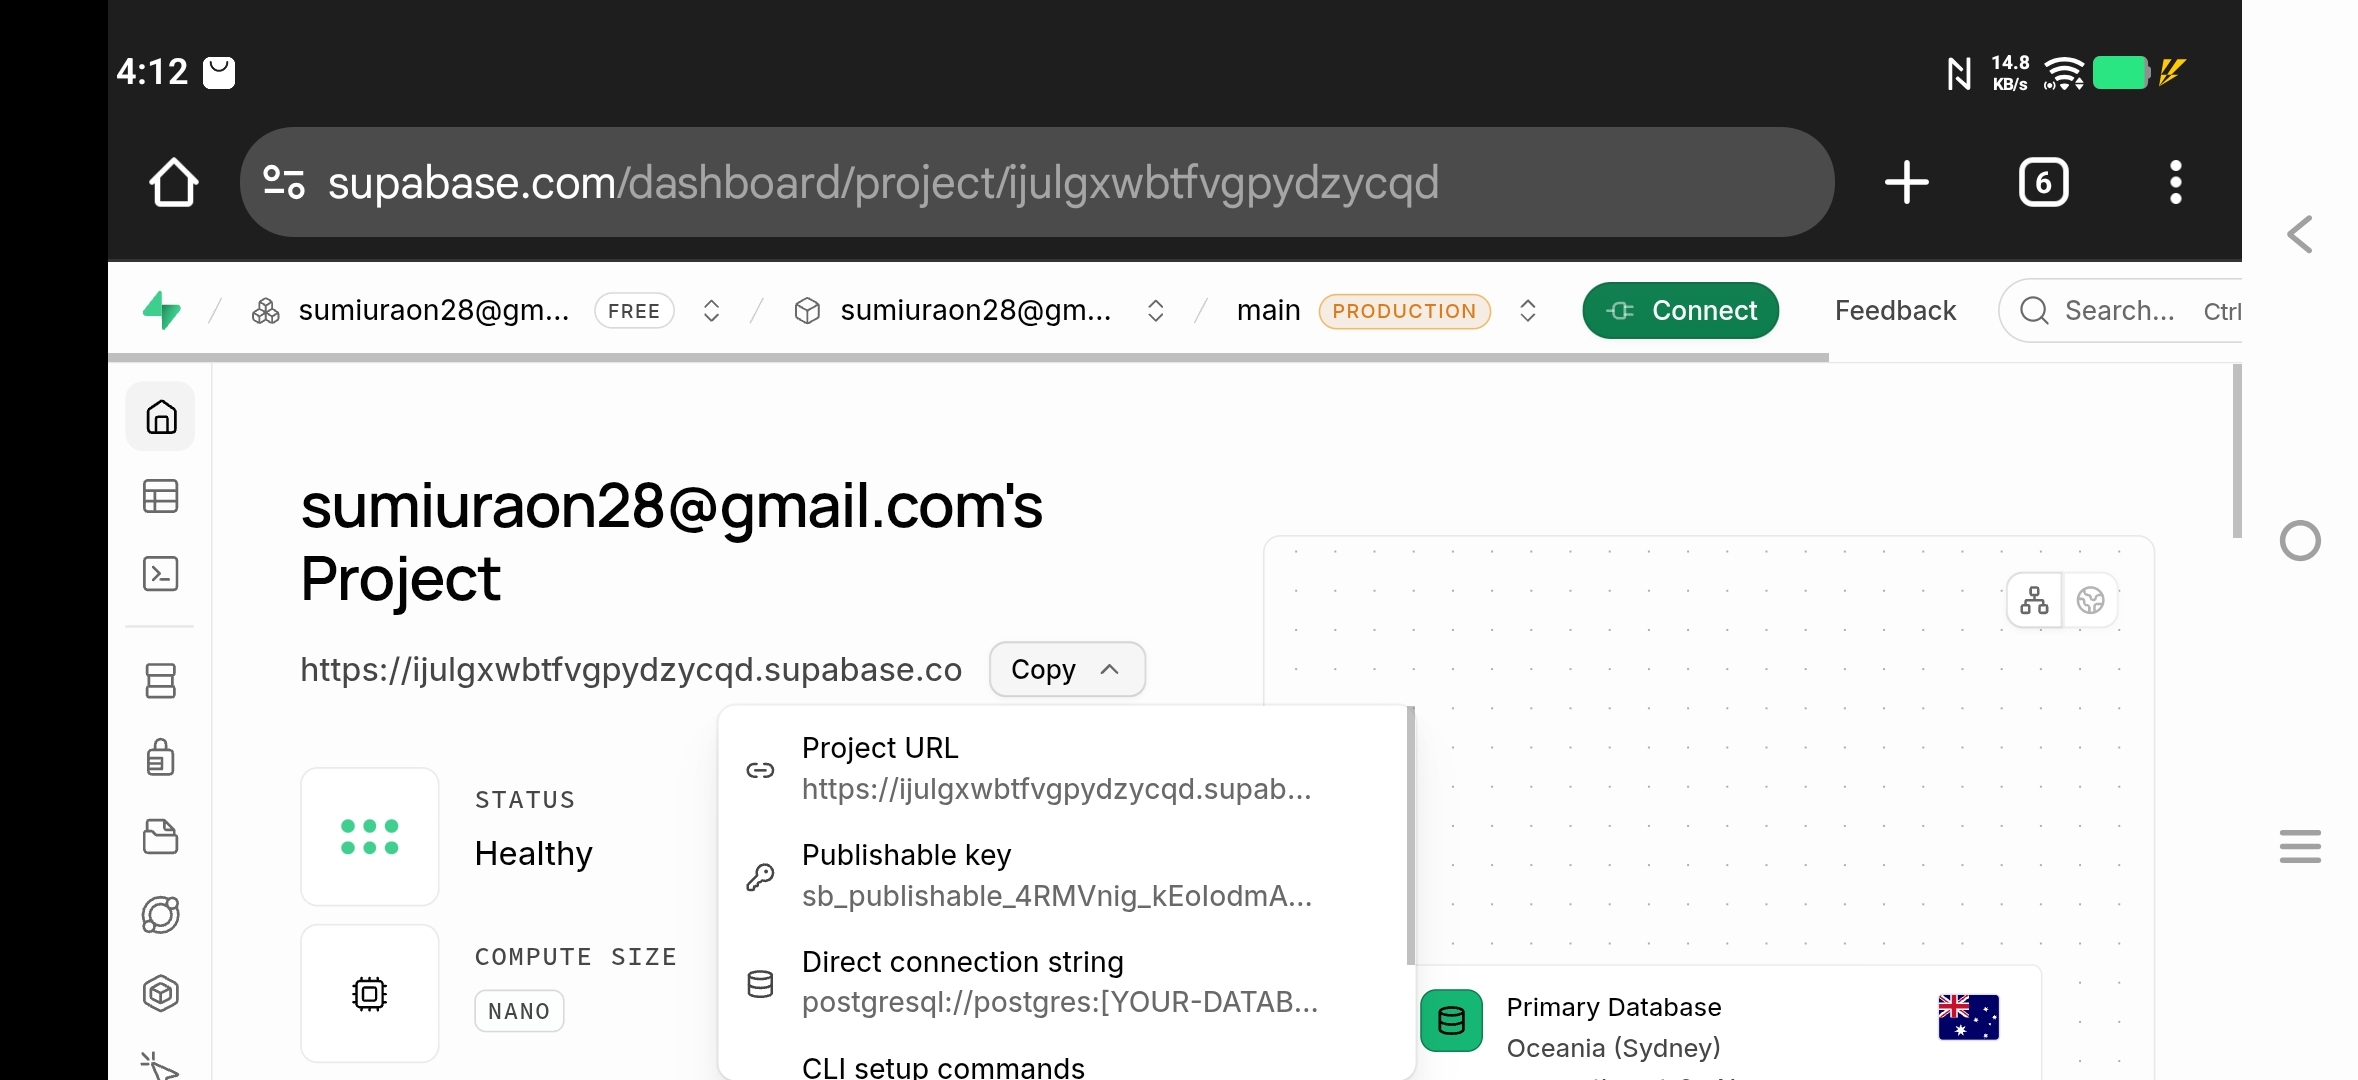 4:12
14.8
KB/s
supabase.com/dashboard/project/ijulgxwbtfvgpydzycqd
6
sumiuraon28@gm... FREE
sumiuraon28@gm...
main PRODUCTION
Connect
Feedback
Search... Ctrl
sumiuraon28@gmail.com's
Project
https://ijulgxwbtfvgpydzycqd.supabase.co
Copy
Project URL
https://ijulgxwbtfvgpydzycqd.supab...
Publishable key
sb_publishable_4RMVnig_kEolodmA...
Direct connection string
postgresql://postgres:[YOUR-DATAB...
CLI setup commands
STATUS
Healthy
COMPUTE SIZE
NANO
Primary Database
Oceania (Sydney)